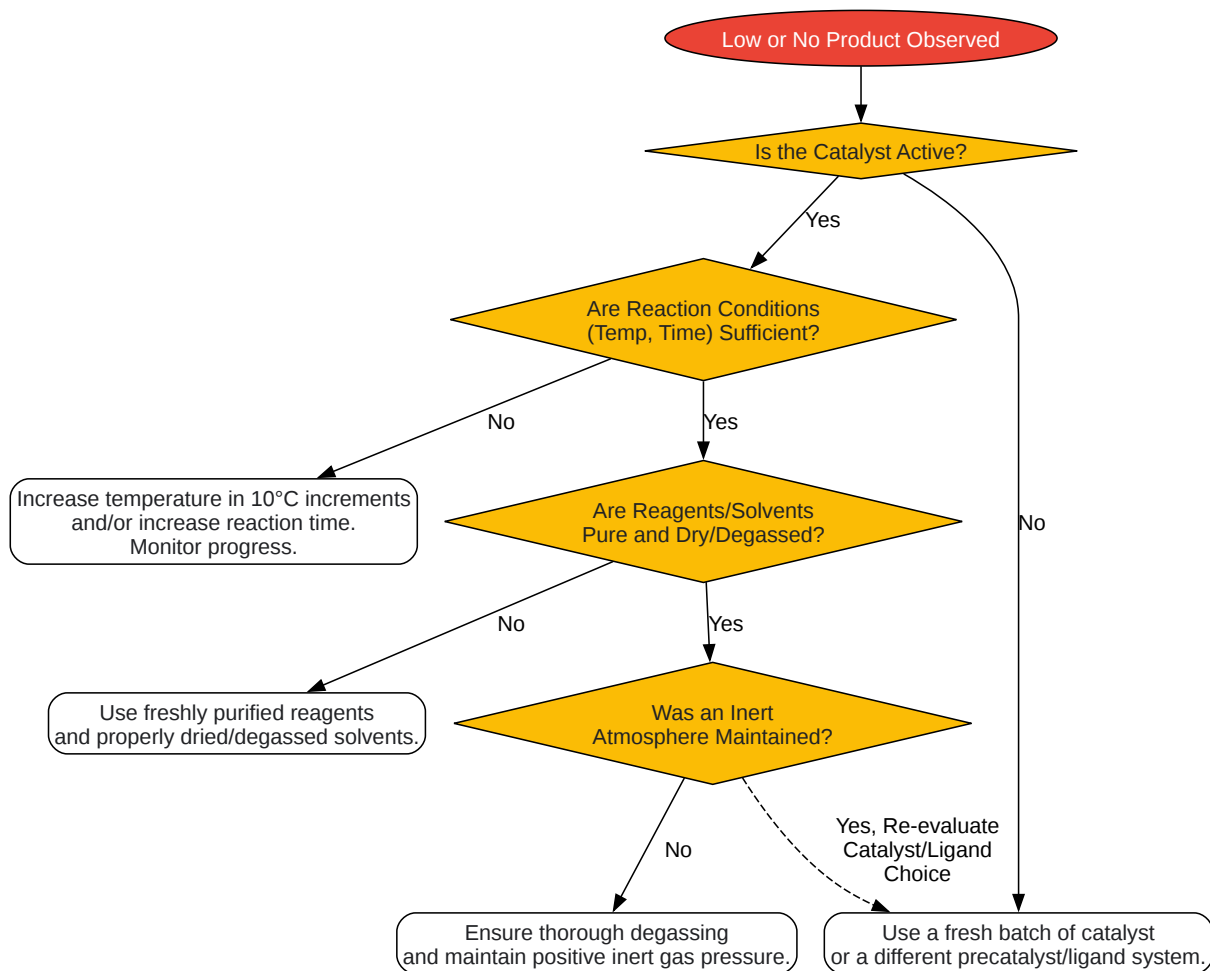 Low or No Product Observed
Is the Catalyst Active?
Yes
Are Reaction Conditions
(Temp, Time) Sufficient?
No
Yes
Increase temperature in 10°C increments
and/or increase reaction time.
Monitor progress.
Are Reagents/Solvents
Pure and Dry/Degassed?
No
No
Yes
Use freshly purified reagents
and properly dried/degassed solvents.
Was an Inert
Atmosphere Maintained?
No
Yes, Re-evaluate
Catalyst/Ligand
Choice
Ensure thorough degassing
and maintain positive inert gas pressure.
Use a fresh batch of catalyst
or a different precatalyst/ligand system.